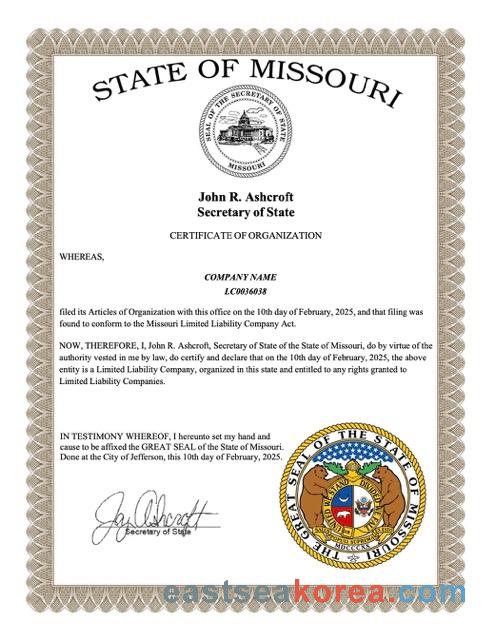 STATE OF MISSOURI
SEAL OF THE SECRETARY OF STATE
MISSOURI
John R. Ashcroft
Secretary of State
CERTIFICATE OF ORGANIZATION
WHEREAS,
COMPANY NAME
LC0036038
filed its Articles of Organization with this office on the 10th day of February, 2025, and that filing was
found to conform to the Missouri Limited Liability Company Act.
NOW, THEREFORE, I, John R. Ashcroft, Secretary of State of the State of Missouri, do by virtue of the
authority vested in me by law, do certify and declare that on the 10th day of February, 2025, the above
entity is a Limited Liability Company, organized in this state and entitled to any rights granted to
Limited Liability Companies.
IN TESTIMONY WHEREOF, I hereunto set my hand and
cause to be affixed the GREAT SEAL of the State of Missouri.
Done at the City of Jefferson, this 10th day of February, 2025.
THE GREAT SEAL OF THE STATE OF MISSOURI
UNITED WE STAND DIVIDED WE FALL
MDCCCXX
Jay Ashcroft
Secretary of State
eastseakorea.com